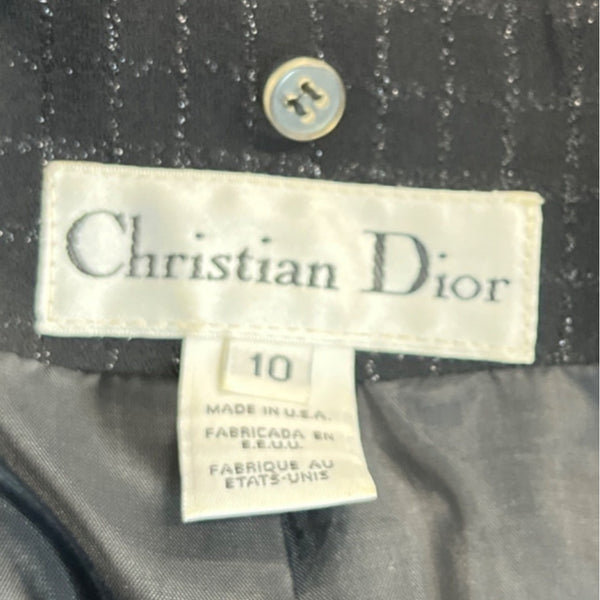 Christian Dior
10
MADE IN U.S.A.
FABRICADA EN
E.E.U.U.
FABRIQUE AU
ETATS-UNIS